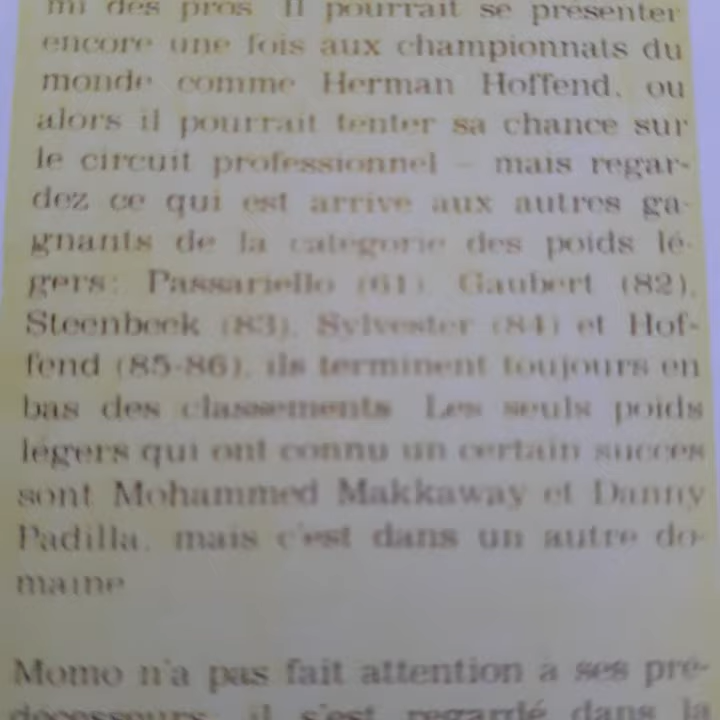 mi des pros Il pourrait se présenter
encore une fois aux championnats du
monde comme Herman Hoffend, ou
alors il pourrait tenter sa chance sur
le circuit professionnel - mais regar-
dez ce qui est arrive aux autres ga-
gnants de la catégorie des poids lé-
gers: Passariello (61), Gaubert (82),
Steenbeek (83), Sylvester (84) et Hof-
fend (85-86), ils terminent toujours en
bas des classements Les seuls poids
légers qui ont connu un certain succes
sont Mohammed Makkaway et Danny
Padilla, mais c'est dans un autre do-
maine
Momo n'a pas fait attention à ses pré-
decesseurs, il s'est regardé dans la